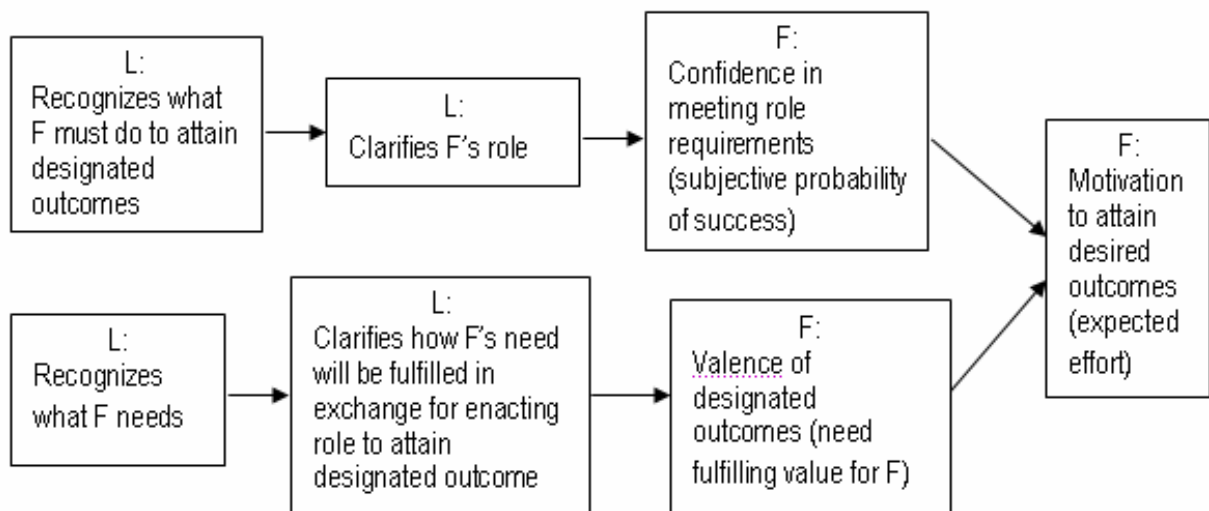 L:
Recognizes what
F must do to attain
designated
outcomes
L:
Clarifies F's role
F:
Confidence in
meeting role
requirements
(subjective probability
of success)
F:
Motivation
to attain
desired
outcomes
(expected
effort)
L:
Recognizes
what F needs
L:
Clarifies how F's need
will be fulfilled in
exchange for enacting
role to attain
designated outcome
F:
Valence of
designated
outcomes (need
fulfilling value for F)